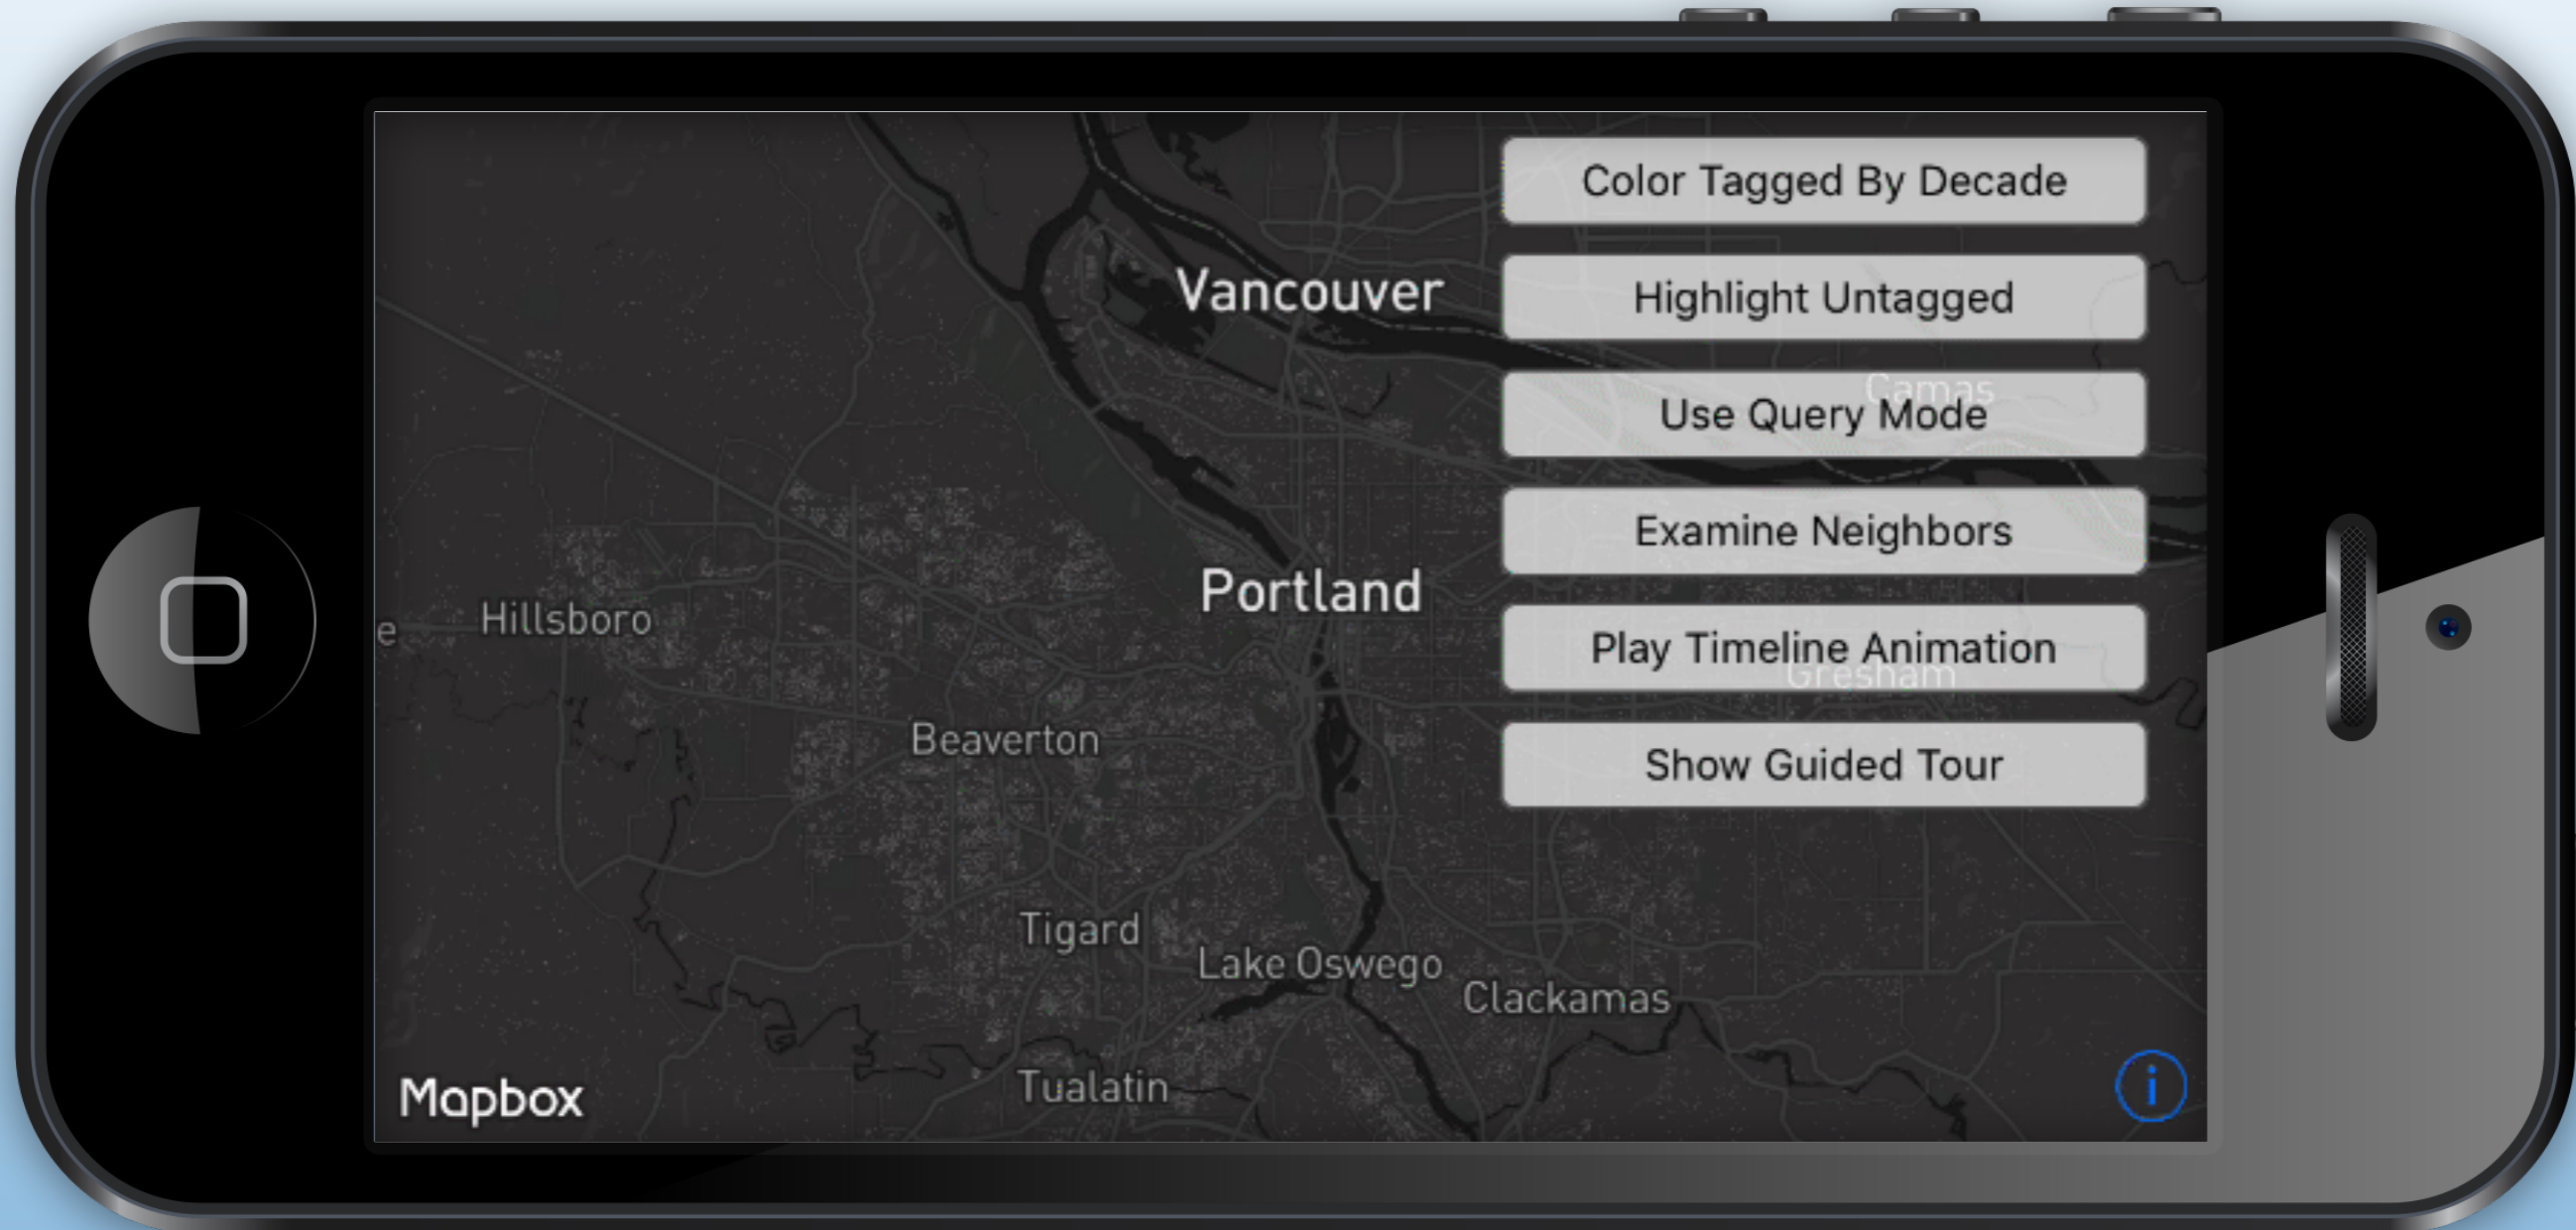 Color Tagged By Decade
Vancouver
Highlight Untagged
Camas
Use Query Mode
Examine Neighbors
Portland
Hillsboro
e
Play Timeline Animation
Gresham
Beaverton
Show Guided Tour
Tigard
Lake Oswego
Clackamas
Tualatin
Mapbox
i